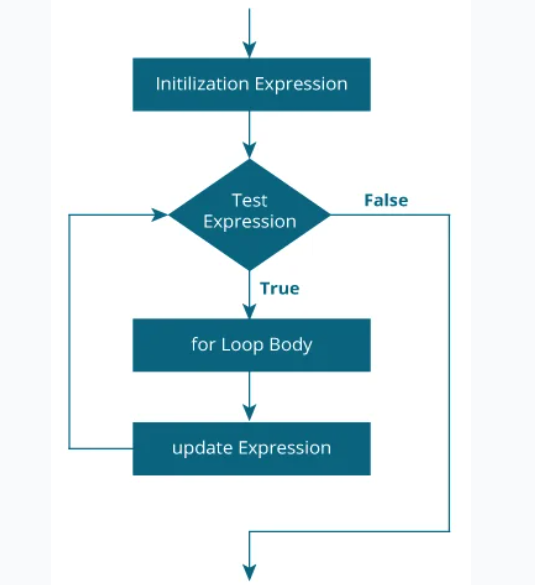 Initilization Expression
Test
Expression
False
True
for Loop Body
update Expression